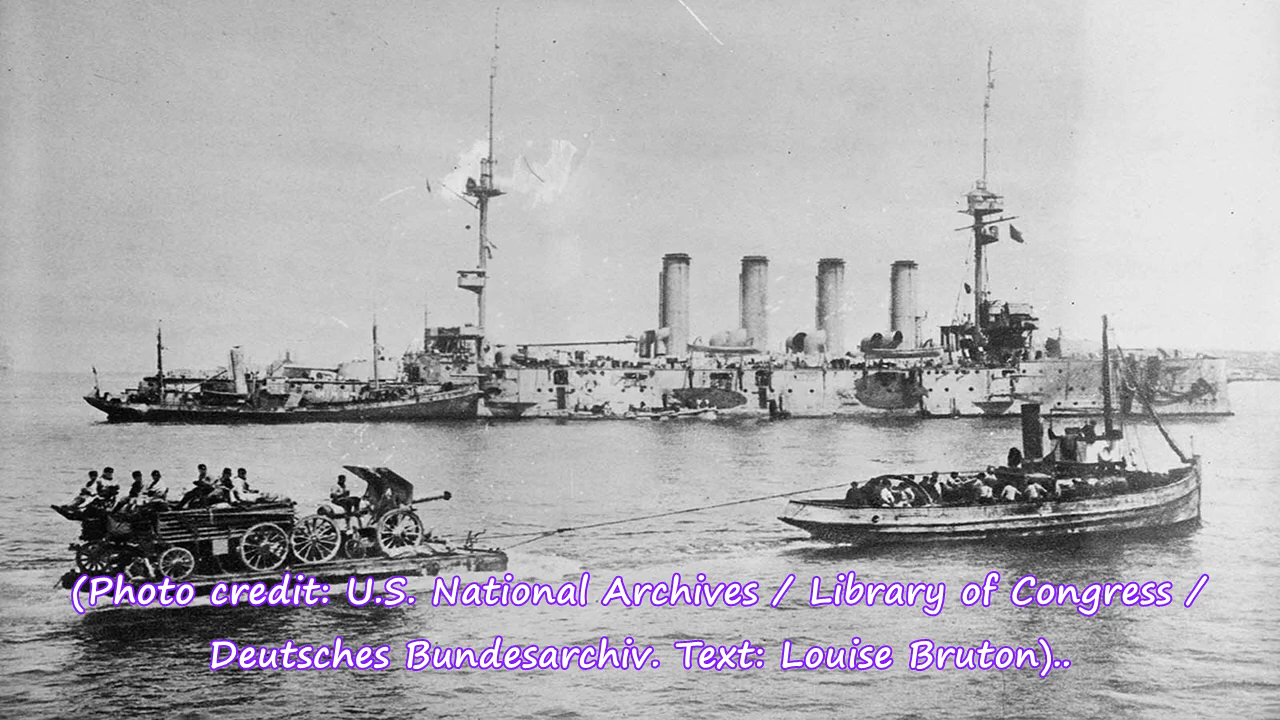 (Photo credit: U.S. National Archives / Library of Congress /
Deutsches Bundesarchiv. Text: Louise Bruton)..